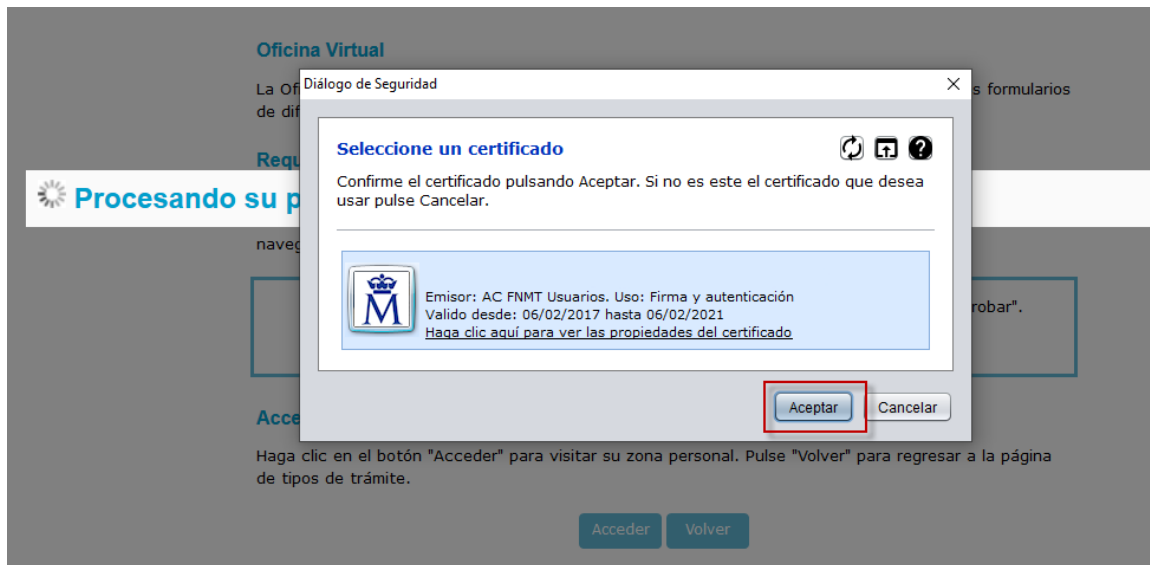 Oficina Virtual
La Of
s formularios
de dif
Diálogo de Seguridad
Requ
Seleccione un certificado
Confirme el certificado pulsando Aceptar. Si no es este el certificado que desea
usar pulse Cancelar.
Procesando su p
naveg
Emisor: AC FNMT Usuarios. Uso: Firma y autenticación
Valido desde: 06/02/2017 hasta 06/02/2021
Haga clic aquí para ver las propiedades del certificado
robar".
Aceptar Cancelar
Acce
Haga clic en el botón "Acceder" para visitar su zona personal. Pulse "Volver" para regresar a la página
de tipos de trámite.
Acceder Volver